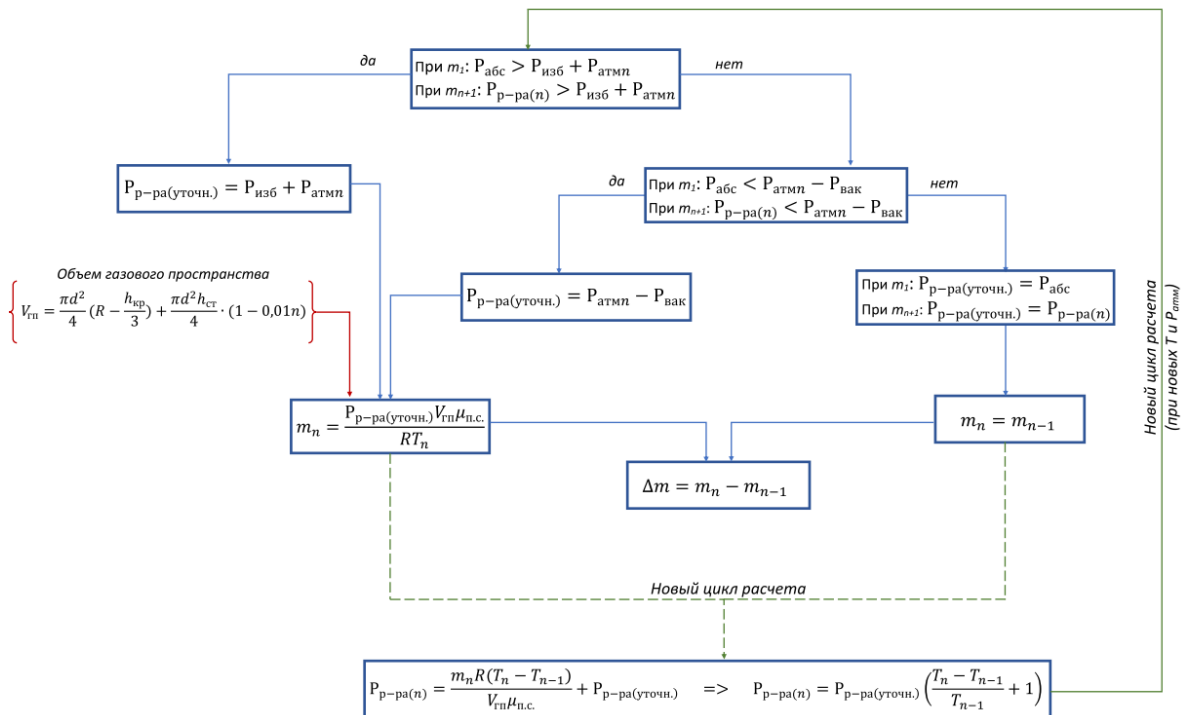 да
При m₁: Pабс > Pизб + Pатмn
При mₙ₊₁: Pр−ра(n) > Pизб + Pатмn
нет
Pр−ра(уточн.) = Pизб + Pатмn
да
При m₁: Pабс < Pатмn − Pвак
При mₙ₊₁: Pр−ра(n) < Pатмn − Pвак
нет
Объем газового пространства
Vгп = πd²/4 (R − hкр/3) + πd²hст/4 · (1 − 0,01n)
Pр−ра(уточн.) = Pатмn − Pвак
При m₁: Pр−ра(уточн.) = Pабс
При mₙ₊₁: Pр−ра(уточн.) = Pр−ра(n)
mₙ = Pр−ра(уточн.)Vгпμп.с./RTₙ
mₙ = mₙ₋₁
Δm = mₙ − mₙ₋₁
Новый цикл расчета
(при новых T и Pатм)
Новый цикл расчета
Pр−ра(n) = mₙR(Tₙ − Tₙ₋₁)/Vгпμп.с. + Pр−ра(уточн.) => Pр−ра(n) = Pр−ра(уточн.) (Tₙ − Tₙ₋₁/Tₙ₋₁ + 1)